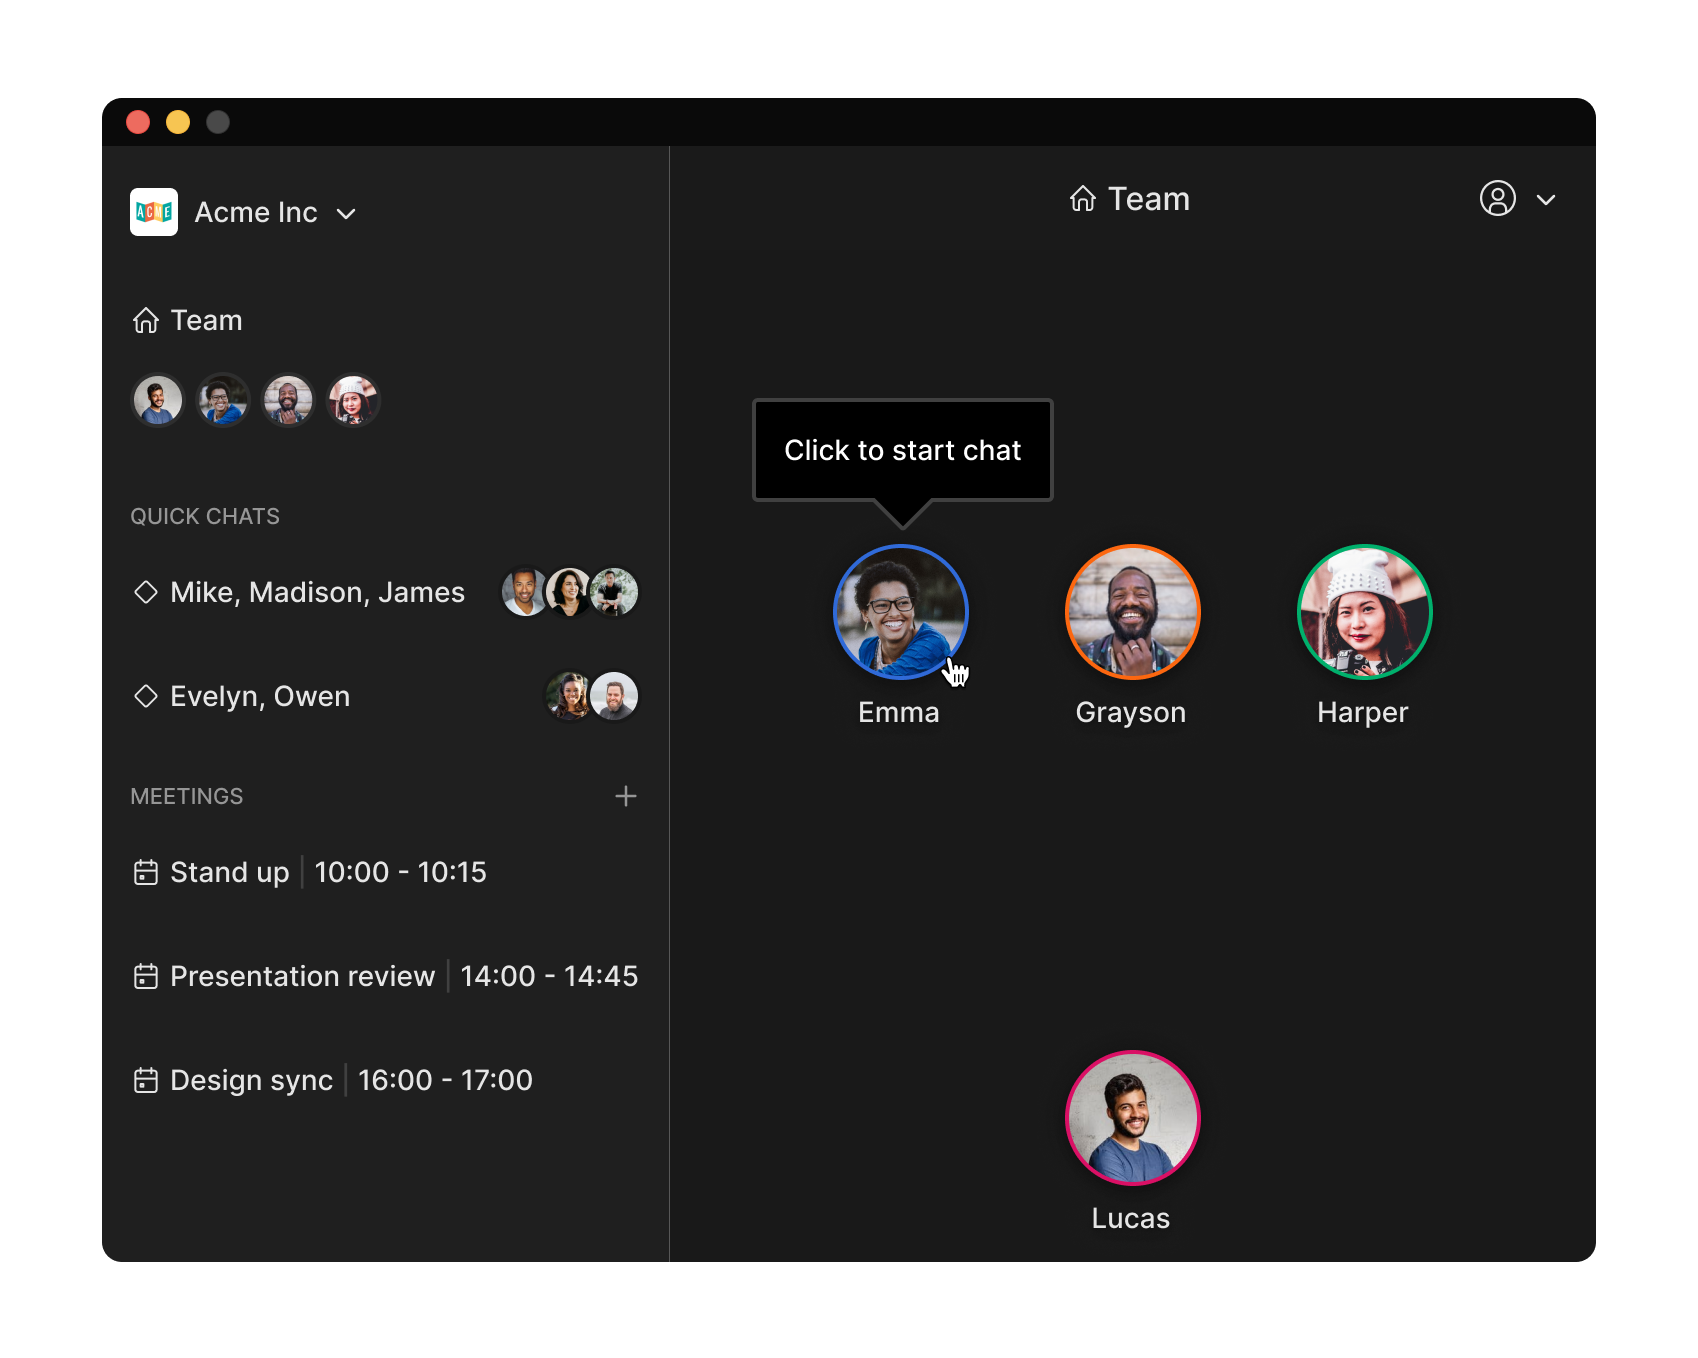 ACME
Acme Inc
Team
QUICK CHATS
Mike, Madison, James
Evelyn, Owen
MEETINGS
Stand up | 10:00 - 10:15
Presentation review | 14:00 - 14:45
Design sync | 16:00 - 17:00
Team
Click to start chat
Emma
Grayson
Harper
Lucas